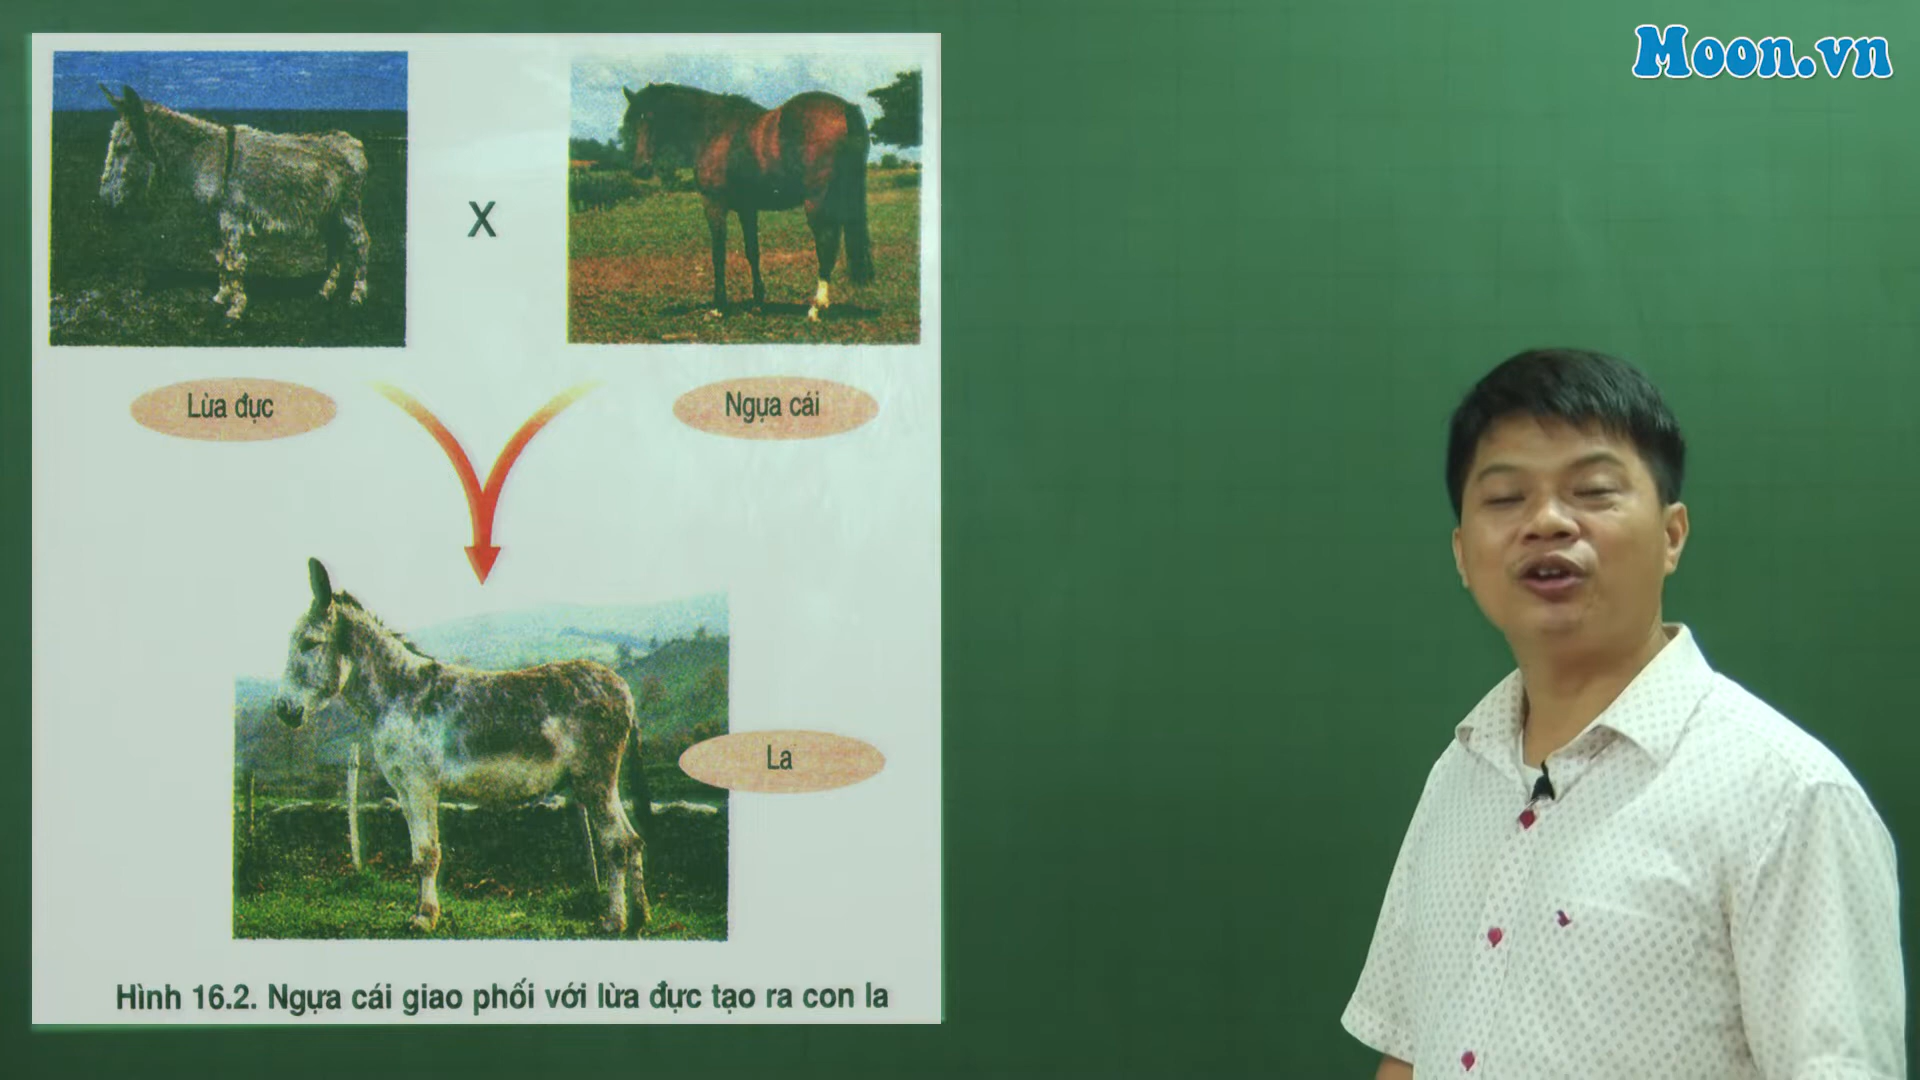 Moon.vn
X
Lừa đực
Ngựa cái
La
Hình 16.2. Ngựa cái giao phối với lừa đực tạo ra con la